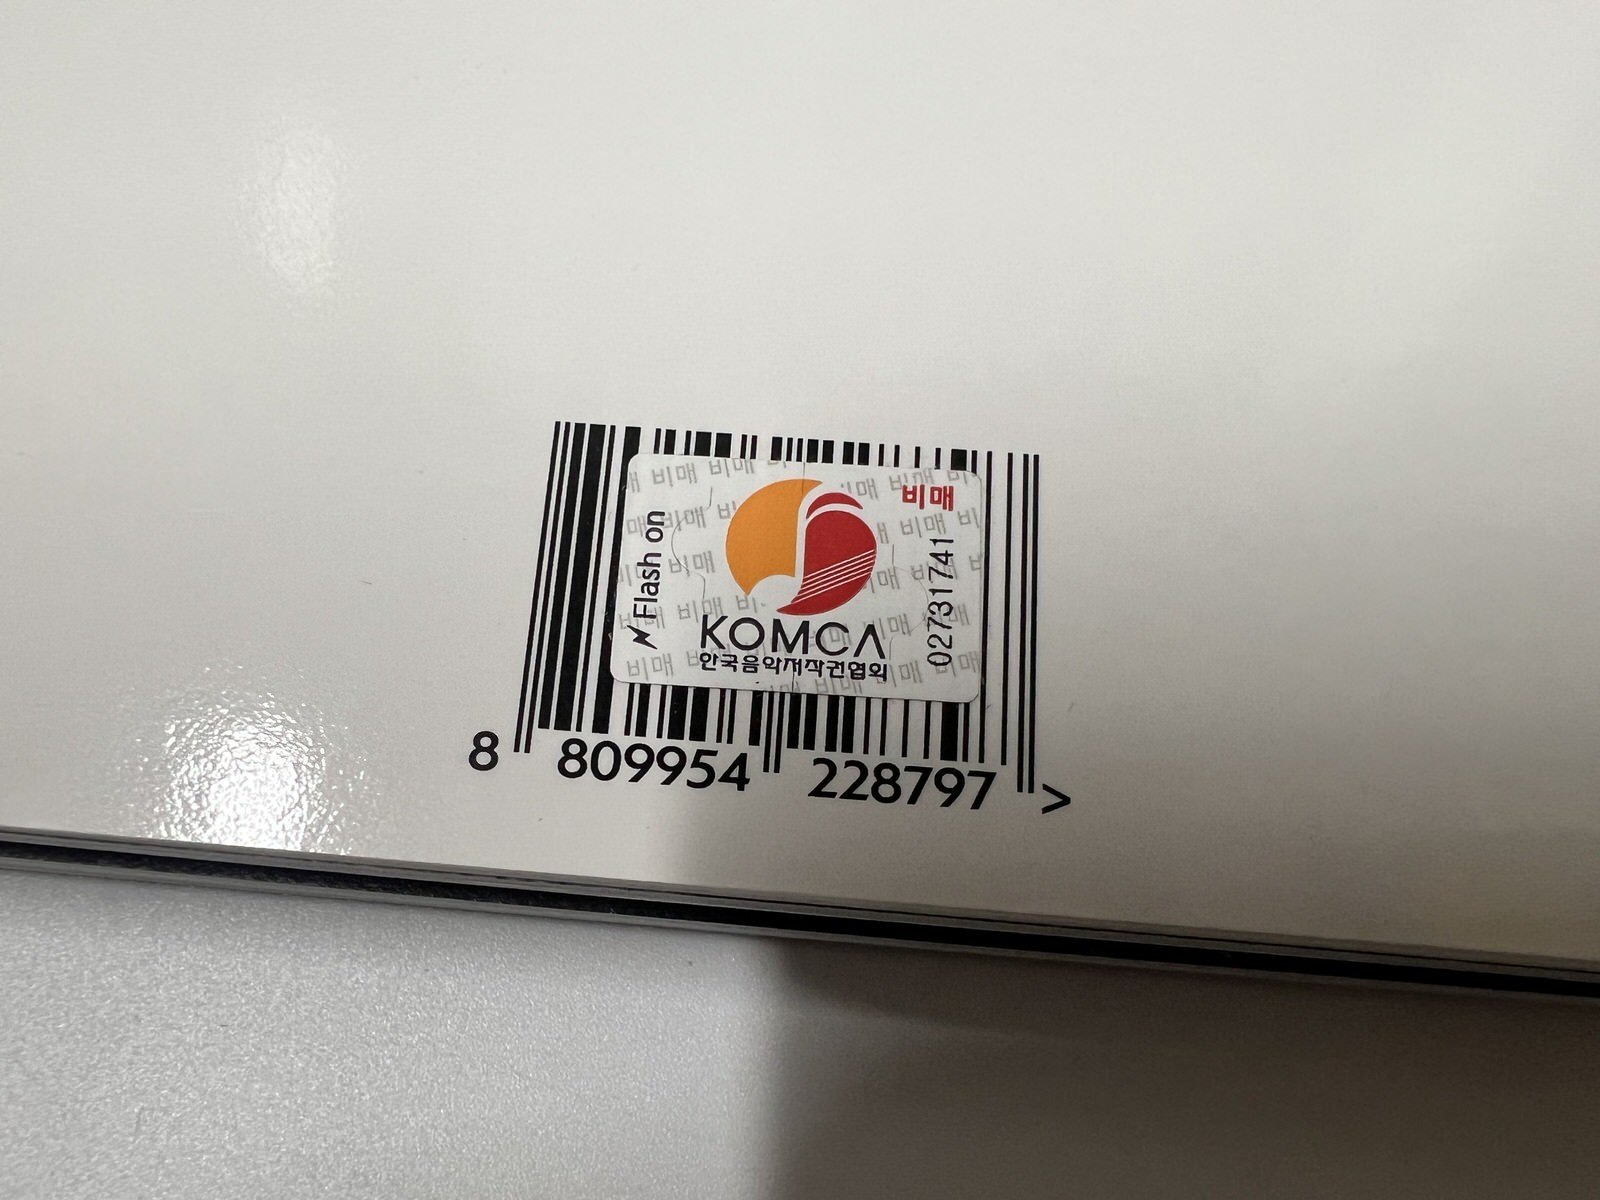 비매
Flash on
02731741
KOMCA
한국음악저작권협회
8 809954 228797 >